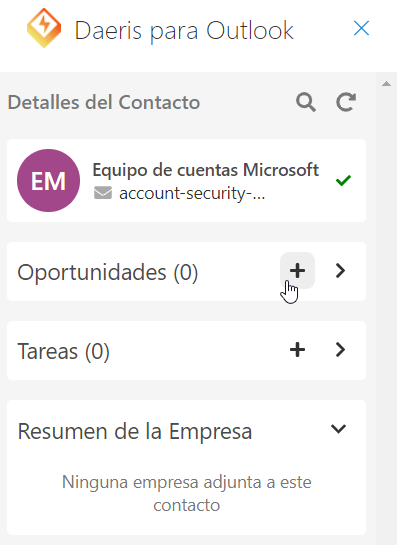 Daeris para Outlook
Detalles del Contacto
EM
Equipo de cuentas Microsoft
account-security-...
Oportunidades (0)
Tareas (0)
Resumen de la Empresa
Ninguna empresa adjunta a este
contacto